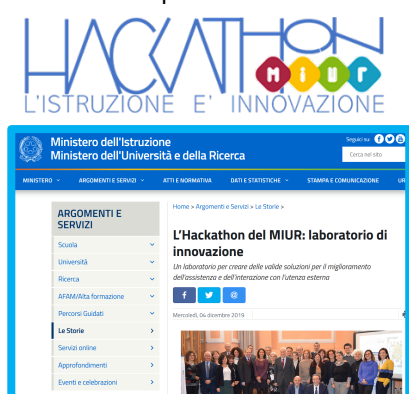 HACKATHON
MIUR
L'ISTRUZIONE E' INNOVAZIONE
Ministero dell'Istruzione
Ministero dell'Università e della Ricerca
Seguici su
Cerca nel sito
MINISTERO ARGOMENTI E SERVIZI ATTI E NORMATIVA DATI E STATISTICHE STAMPA E COMUNICAZIONE UR
ARGOMENTI E
SERVIZI
Scuola
Università
Ricerca
AFAM/Alta formazione
Percorsi Guidati
Le Storie
Servizi online
Approfondimenti
Eventi e celebrazioni
Home > Argomenti e Servizi > Le Storie >
L'Hackathon del MIUR: laboratorio di
innovazione
Un laboratorio per creare delle valide soluzioni per il miglioramento
dell'assistenza e dell'interazione con l'utenza esterna
Mercoledì, 04 dicembre 2019